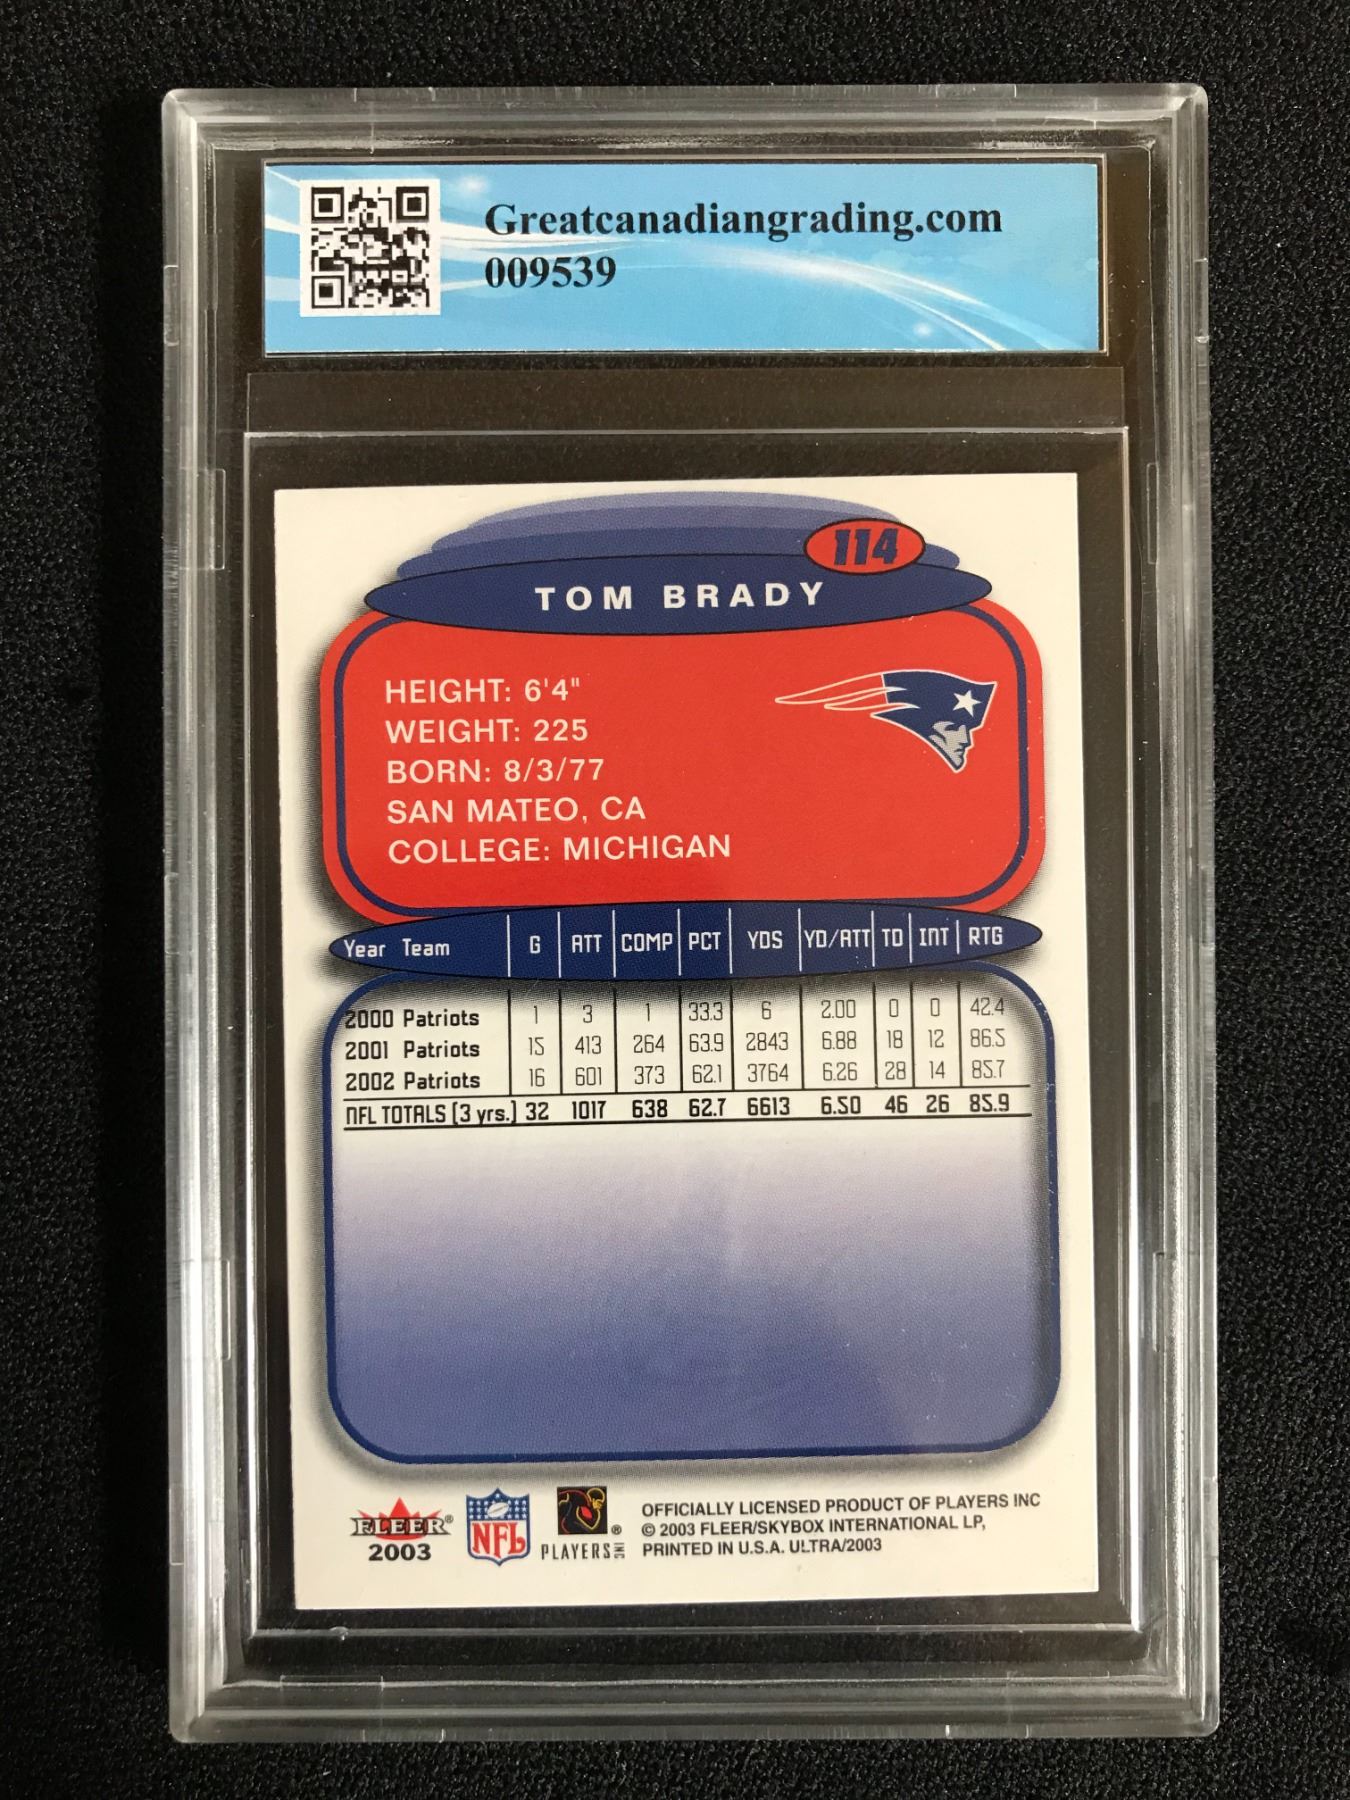 Greatcanadiangrading.com
009539
114
TOM BRADY
HEIGHT: 6'4"
WEIGHT: 225
BORN: 8/3/77
SAN MATEO, CA
COLLEGE: MICHIGAN
Year Team G ATT COMP PCT YDS YD/ATT TD INT RTG
2000 Patriots 1 3 1 33.3 6 2.00 0 0 42.4
2001 Patriots 15 413 264 63.9 2843 6.88 18 12 86.5
2002 Patriots 16 601 373 62.1 3764 6.26 28 14 85.7
NFL TOTALS (3 yrs.) 32 1017 638 62.7 6613 6.50 46 26 85.9
FLEER®
2003
NFL
PLAYERS INC ®
OFFICIALLY LICENSED PRODUCT OF PLAYERS INC
© 2003 FLEER/SKYBOX INTERNATIONAL LP,
PRINTED IN U.S.A. ULTRA/2003